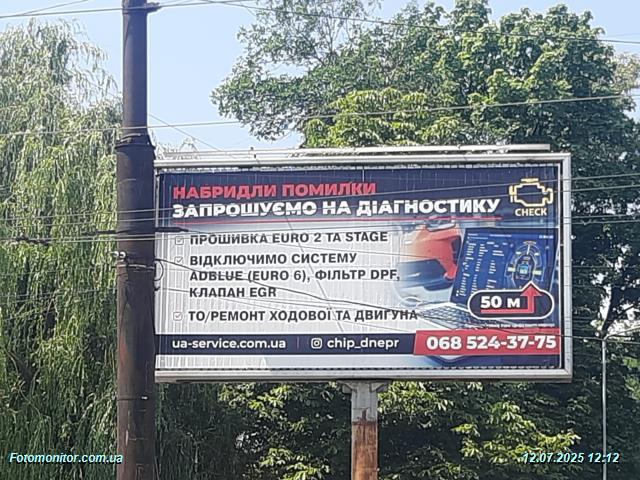 НАБРИДЛИ ПОМИЛКИ
ЗАПРОШУЄМО НА ДІАГНОСТИКУ
CHECK
ПРОШИВКА EURO 2 ТА STAGE
ВІДКЛЮЧИМО СИСТЕМУ
ADBLUE (EURO 6), ФІЛЬТР DPF,
КЛАПАН EGR
ТО/РЕМОНТ ХОДОВОЇ ТА ДВИГУНА
50 м
ua-service.com.ua
chip_dnepr
068 524-37-75
Fotomonitor.com.ua
12.07.2025 12:12